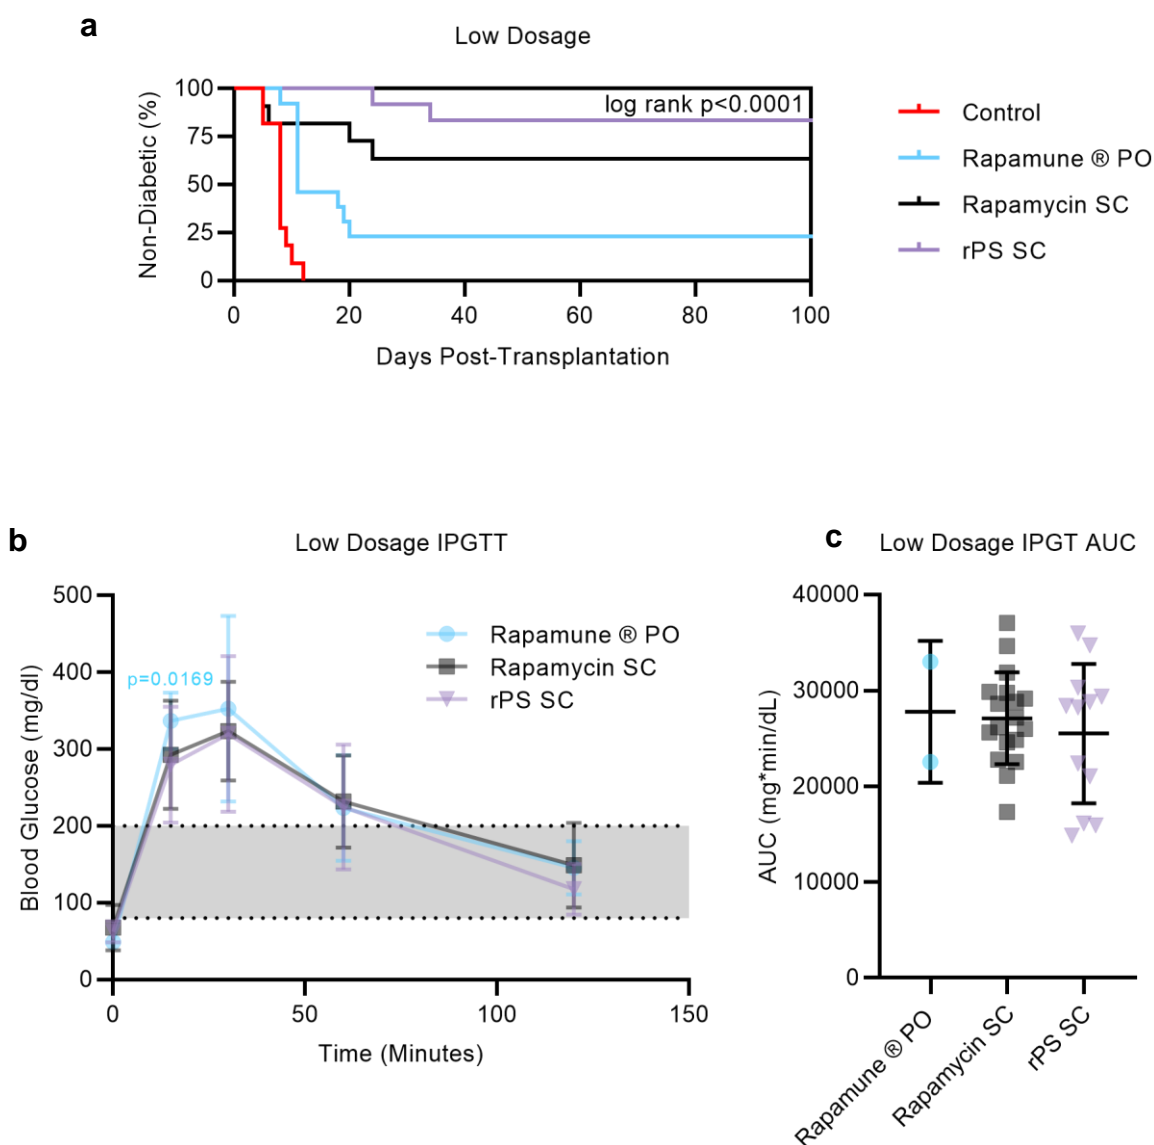 a
Low Dosage
Non-Diabetic (%)
100
75
50
25
0
log rank p<0.0001
0 20 40 60 80 100
Days Post-Transplantation
Control
Rapamune ® PO
Rapamycin SC
rPS SC
b
Low Dosage IPGTT
Blood Glucose (mg/dl)
500
400
300
200
100
0
p=0.0169
Rapamune ® PO
Rapamycin SC
rPS SC
0 50 100 150
Time (Minutes)
c
Low Dosage IPGT AUC
AUC (mg*min/dL)
40000
30000
20000
10000
0
Rapamune ® PO
Rapamycin SC
rPS SC